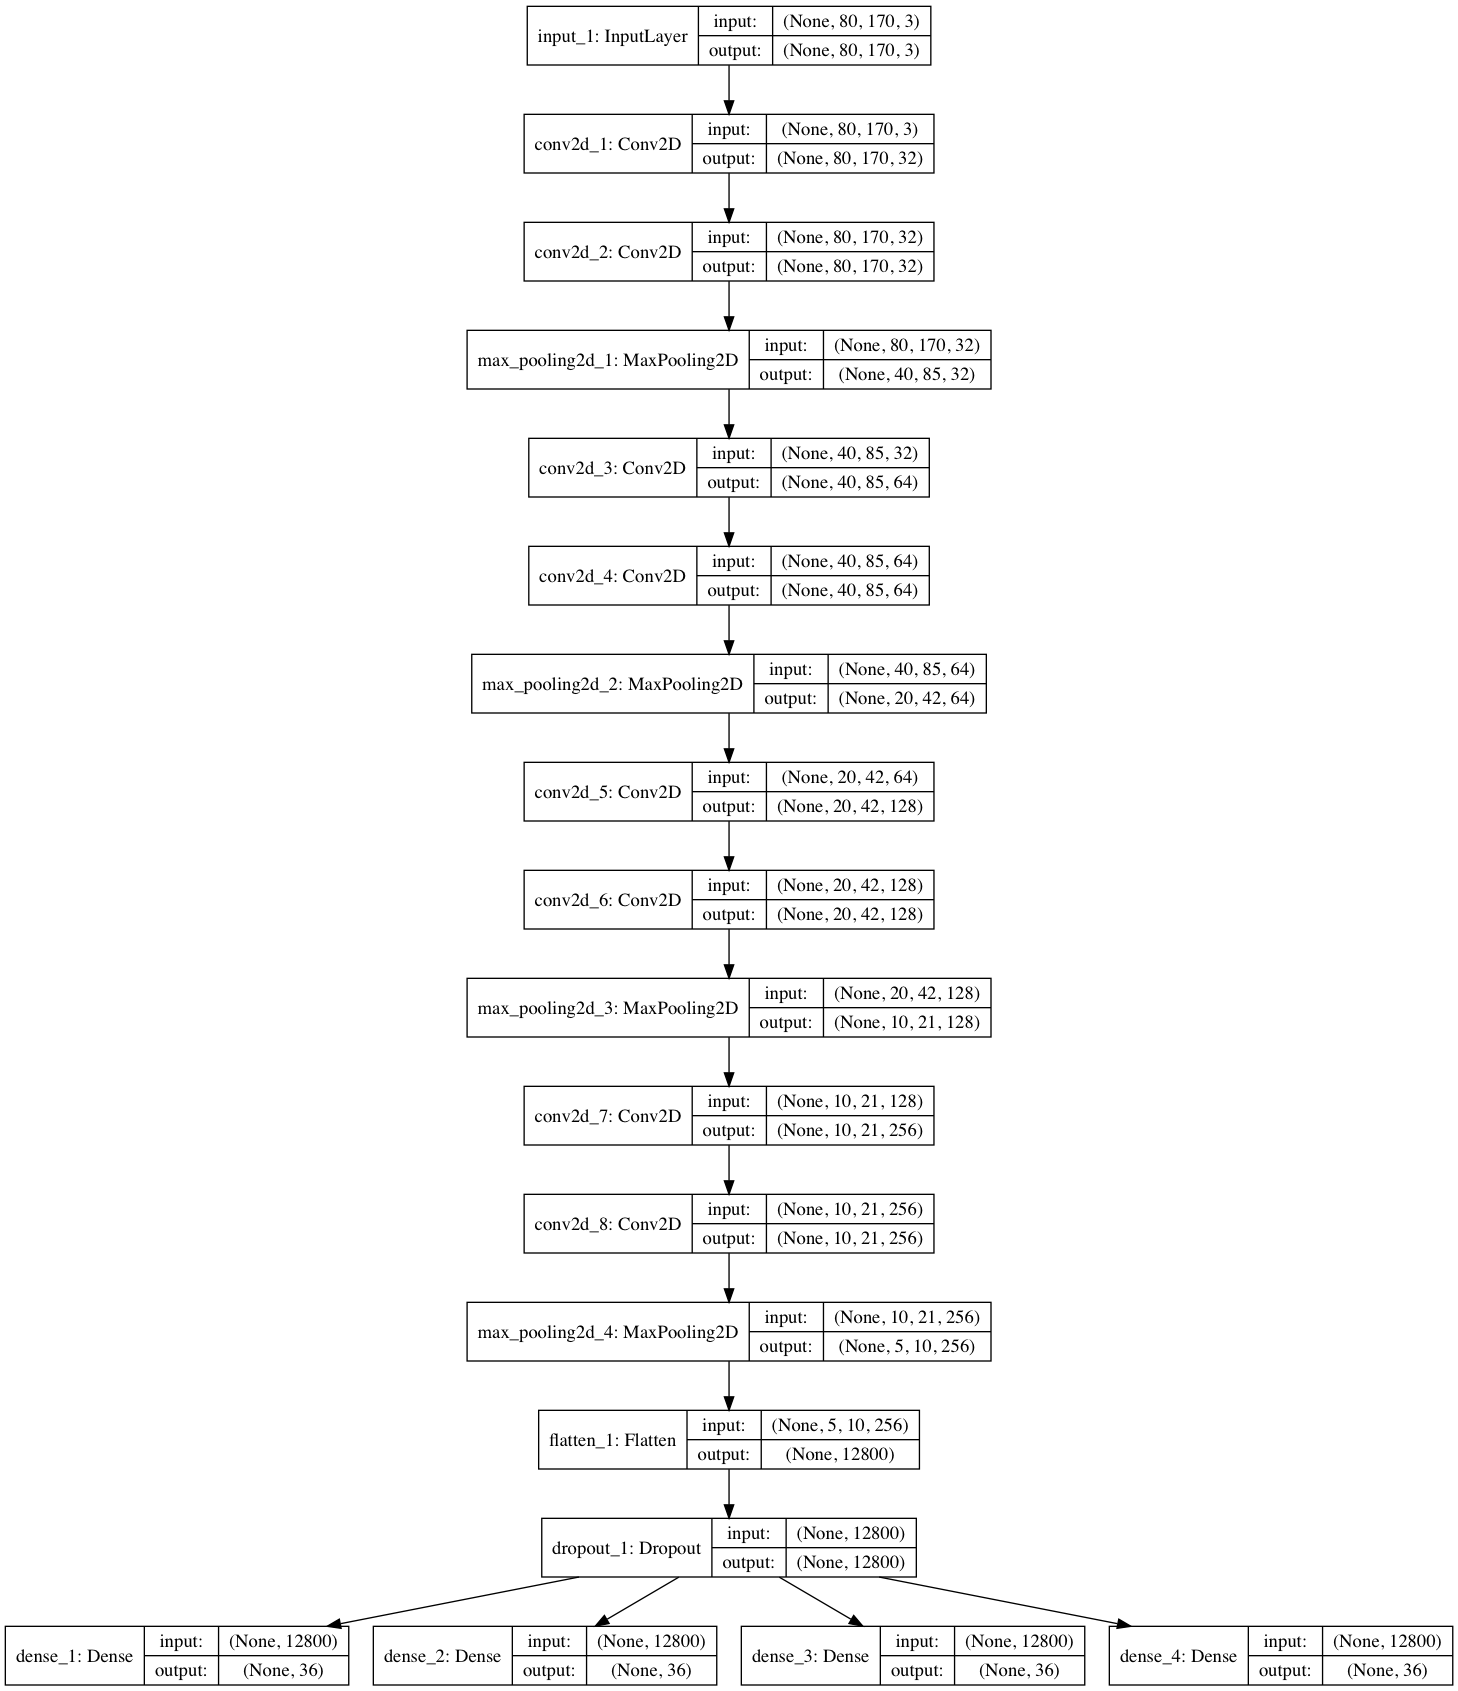 input_1: InputLayer input: (None, 80, 170, 3)
output: (None, 80, 170, 3)
conv2d_1: Conv2D input: (None, 80, 170, 3)
output: (None, 80, 170, 32)
conv2d_2: Conv2D input: (None, 80, 170, 32)
output: (None, 80, 170, 32)
max_pooling2d_1: MaxPooling2D input: (None, 80, 170, 32)
output: (None, 40, 85, 32)
conv2d_3: Conv2D input: (None, 40, 85, 32)
output: (None, 40, 85, 64)
conv2d_4: Conv2D input: (None, 40, 85, 64)
output: (None, 40, 85, 64)
max_pooling2d_2: MaxPooling2D input: (None, 40, 85, 64)
output: (None, 20, 42, 64)
conv2d_5: Conv2D input: (None, 20, 42, 64)
output: (None, 20, 42, 128)
conv2d_6: Conv2D input: (None, 20, 42, 128)
output: (None, 20, 42, 128)
max_pooling2d_3: MaxPooling2D input: (None, 20, 42, 128)
output: (None, 10, 21, 128)
conv2d_7: Conv2D input: (None, 10, 21, 128)
output: (None, 10, 21, 256)
conv2d_8: Conv2D input: (None, 10, 21, 256)
output: (None, 10, 21, 256)
max_pooling2d_4: MaxPooling2D input: (None, 10, 21, 256)
output: (None, 5, 10, 256)
flatten_1: Flatten input: (None, 5, 10, 256)
output: (None, 12800)
dropout_1: Dropout input: (None, 12800)
output: (None, 12800)
dense_1: Dense input: (None, 12800)
output: (None, 36)
dense_2: Dense input: (None, 12800)
output: (None, 36)
dense_3: Dense input: (None, 12800)
output: (None, 36)
dense_4: Dense input: (None, 12800)
output: (None, 36)